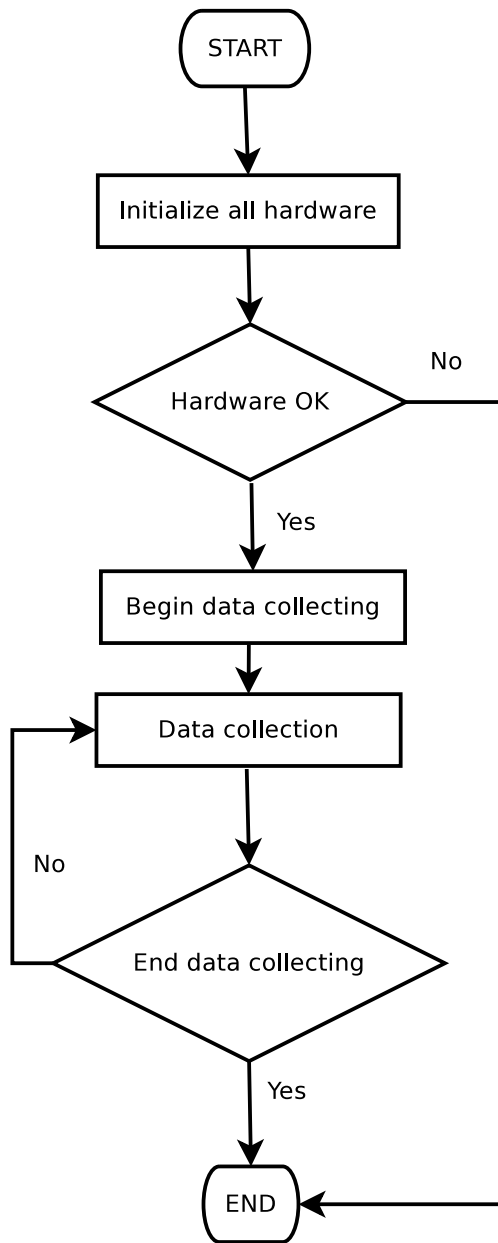 START
Initialize all hardware
Hardware OK
No
Yes
Begin data collecting
Data collection
No
End data collecting
Yes
END